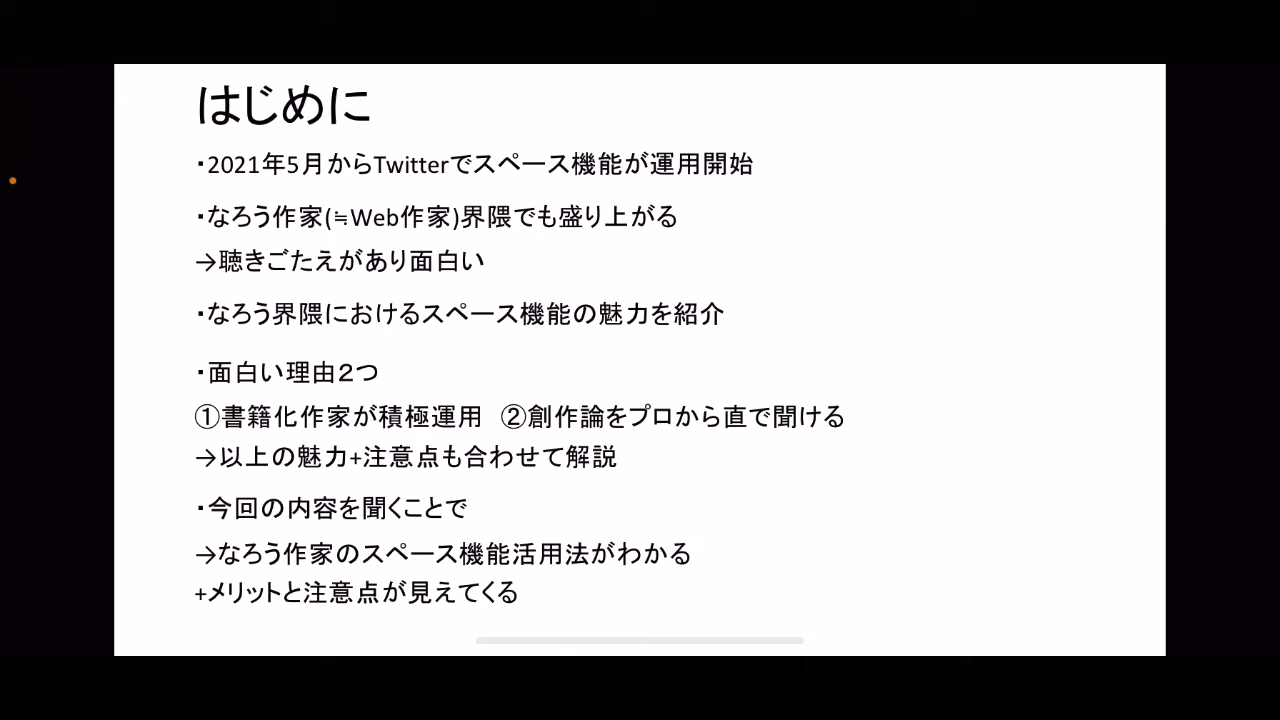 はじめに
・2021年5月からTwitterでスペース機能が運用開始
・なろう作家(≒Web作家)界隈でも盛り上がる
→聴きごたえがあり面白い
・なろう界隈におけるスペース機能の魅力を紹介
・面白い理由２つ
①書籍化作家が積極運用　②創作論をプロから直で聞ける
→以上の魅力+注意点も合わせて解説
・今回の内容を聞くことで
→なろう作家のスペース機能活用法がわかる
+メリットと注意点が見えてくる